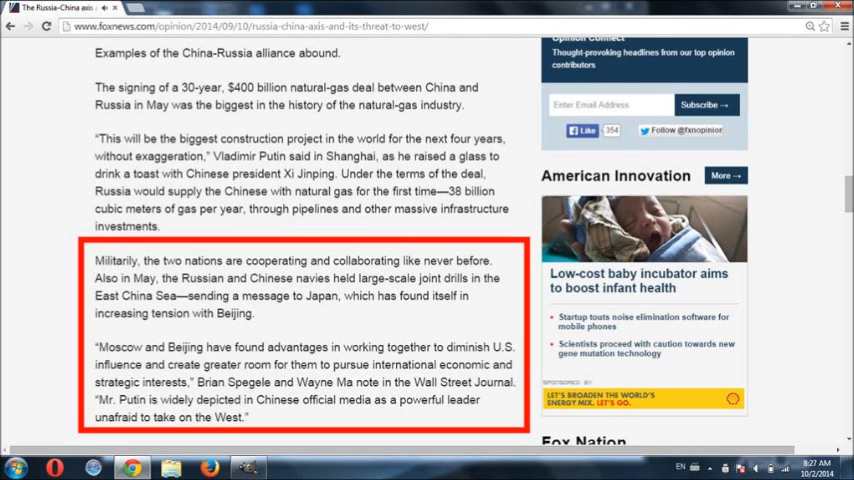 The Russia-China axis a
www.foxnews.com/opinion/2014/09/10/russia-china-axis-and-its-threat-to-west/
Examples of the China-Russia alliance abound.
The signing of a 30-year, $400 billion natural-gas deal between China and
Russia in May was the biggest in the history of the natural-gas industry.
“This will be the biggest construction project in the world for the next four years,
without exaggeration,” Vladimir Putin said in Shanghai, as he raised a glass to
drink a toast with Chinese president Xi Jinping. Under the terms of the deal,
Russia would supply the Chinese with natural gas for the first time—38 billion
cubic meters of gas per year, through pipelines and other massive infrastructure
investments.
Militarily, the two nations are cooperating and collaborating like never before.
Also in May, the Russian and Chinese navies held large-scale joint drills in the
East China Sea—sending a message to Japan, which has found itself in
increasing tension with Beijing.
“Moscow and Beijing have found advantages in working together to diminish U.S.
influence and create greater room for them to pursue international economic and
strategic interests,” Brian Spegele and Wayne Ma note in the Wall Street Journal.
“Mr. Putin is widely depicted in Chinese official media as a powerful leader
unafraid to take on the West.”
Opinion Connect
Thought-provoking headlines from our top opinion
contributors
Enter Email Address
Subscribe →
Like 354
Follow @fxnopinion
American Innovation
More →
Low-cost baby incubator aims
to boost infant health
Startup touts noise elimination software for
mobile phones
Scientists proceed with caution towards new
gene mutation technology
SPONSORED BY
LET'S BROADEN THE WORLD'S
ENERGY MIX. LET'S GO.
Fox Nation
EN
8:27 AM
10/2/2014